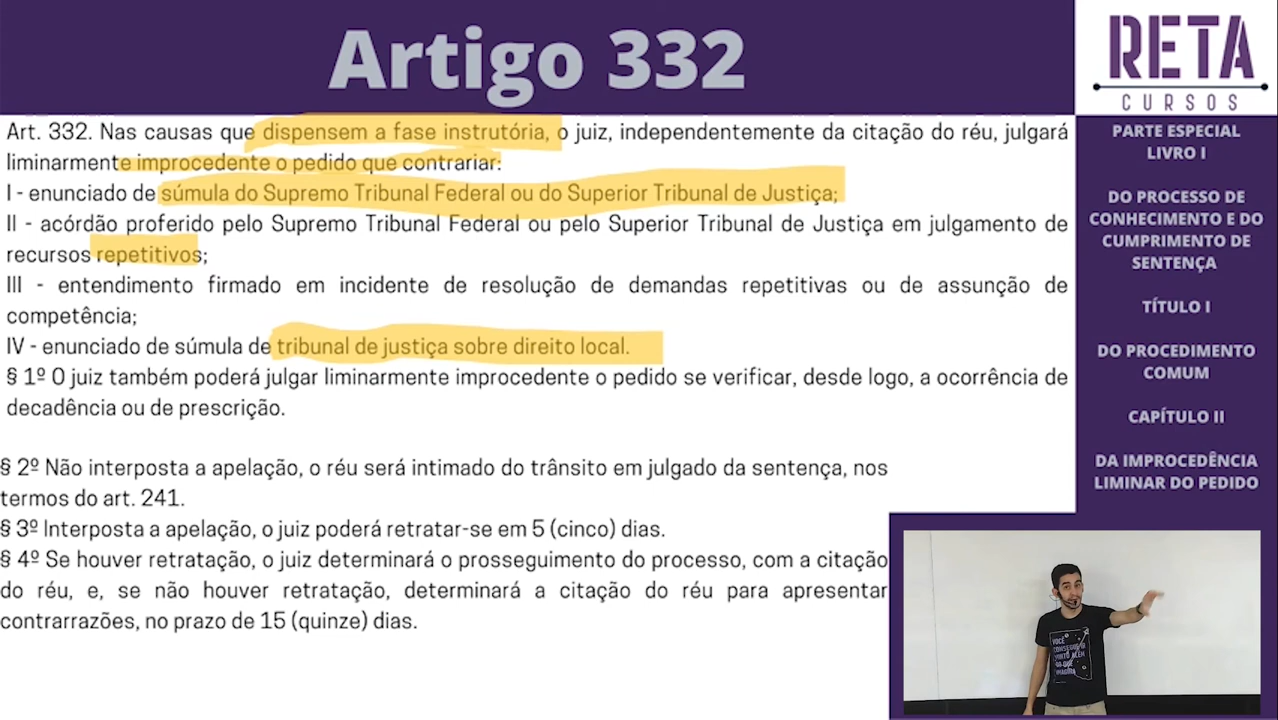 Artigo 332
RETA
CURSOS
Art. 332. Nas causas que dispensem a fase instrutória, o juiz, independentemente da citação do réu, julgará
liminarmente improcedente o pedido que contrariar:
I - enunciado de súmula do Supremo Tribunal Federal ou do Superior Tribunal de Justiça;
II - acórdão proferido pelo Supremo Tribunal Federal ou pelo Superior Tribunal de Justiça em julgamento de
recursos repetitivos;
III - entendimento firmado em incidente de resolução de demandas repetitivas ou de assunção de
competência;
IV - enunciado de súmula de tribunal de justiça sobre direito local.
§ 1º O juiz também poderá julgar liminarmente improcedente o pedido se verificar, desde logo, a ocorrência de
decadência ou de prescrição.
§ 2º Não interposta a apelação, o réu será intimado do trânsito em julgado da sentença, nos
termos do art. 241.
§ 3º Interposta a apelação, o juiz poderá retratar-se em 5 (cinco) dias.
§ 4º Se houver retratação, o juiz determinará o prosseguimento do processo, com a citação
do réu, e, se não houver retratação, determinará a citação do réu para apresentar
contrarrazões, no prazo de 15 (quinze) dias.
PARTE ESPECIAL
LIVRO I
DO PROCESSO DE
CONHECIMENTO E DO
CUMPRIMENTO DE
SENTENÇA
TÍTULO I
DO PROCEDIMENTO
COMUM
CAPÍTULO II
DA IMPROCEDÊNCIA
LIMINAR DO PEDIDO
VOCÊ
CONSEGUE IR
MUITO ALÉM
DO QUE
IMAGINA